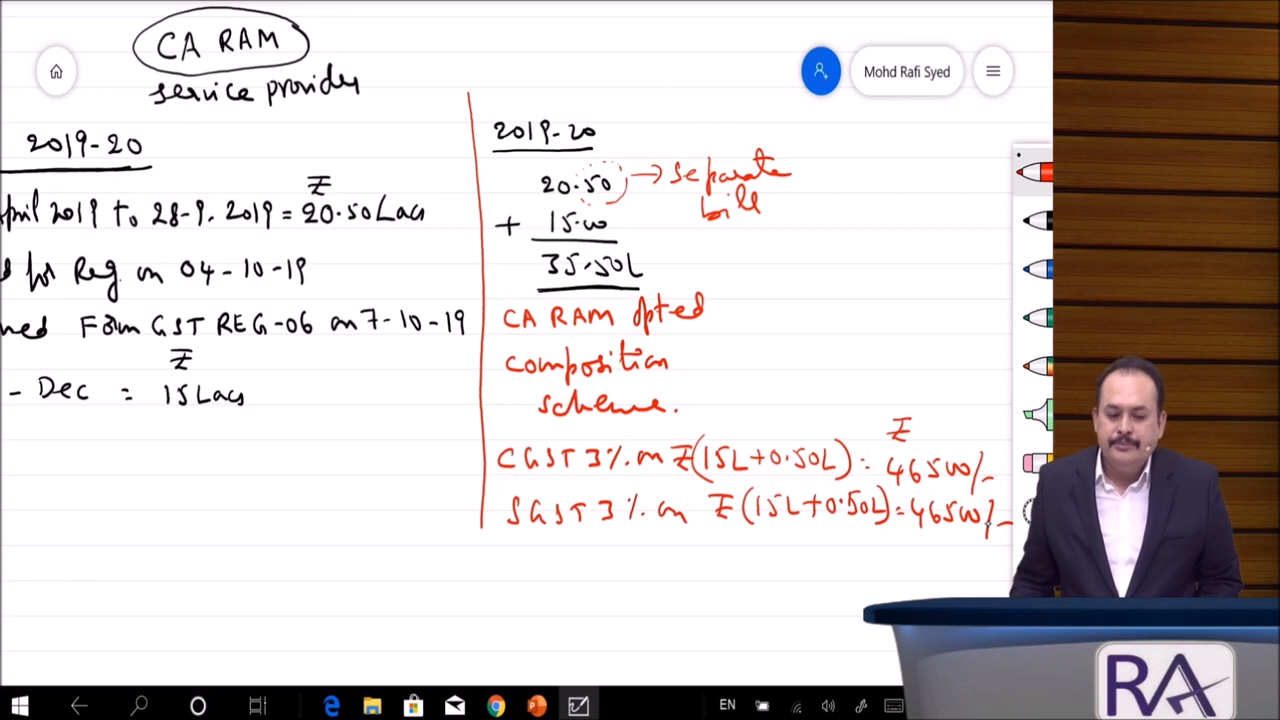 CA RAM
service provider
2019-20
₹
April 2019 to 28-9. 2019 = 20.50 Lacs
for Reg. on 04-10-19
Form GST REG-06 on 7-10-19
₹
- Dec = 15 Lacs
Mohd Rafi Syed
2019-20
20.50 → separate
bill
+ 15.00
35.50L
CA RAM opted
composition
scheme.
₹
CGST 3% on ₹(15L+0.50L) = 46500/-
SGST 3% on ₹(15L+0.50L) = 46500/-
RA
EN